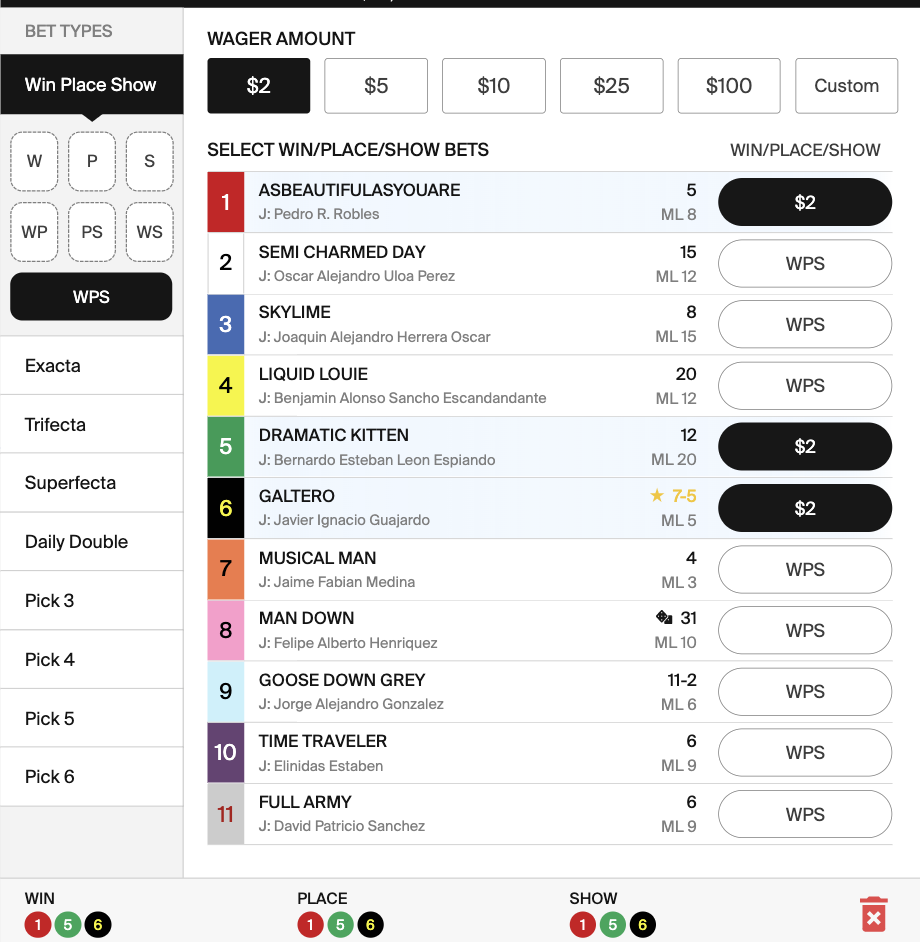 BET TYPES
Win Place Show
W P S
WP PS WS
WPS
Exacta
Trifecta
Superfecta
Daily Double
Pick 3
Pick 4
Pick 5
Pick 6
WAGER AMOUNT
$2 $5 $10 $25 $100 Custom
SELECT WIN/PLACE/SHOW BETS WIN/PLACE/SHOW
1 ASBEAUTIFULASYOUARE 5 $2
J: Pedro R. Robles ML 8
2 SEMI CHARMED DAY 15 WPS
J: Oscar Alejandro Uloa Perez ML 12
3 SKYLIME 8 WPS
J: Joaquin Alejandro Herrera Oscar ML 15
4 LIQUID LOUIE 20 WPS
J: Benjamin Alonso Sancho Escandandante ML 12
5 DRAMATIC KITTEN 12 $2
J: Bernardo Esteban Leon Espiando ML 20
6 GALTERO ★ 7-5 $2
J: Javier Ignacio Guajardo ML 5
7 MUSICAL MAN 4 WPS
J: Jaime Fabian Medina ML 3
8 MAN DOWN 31 WPS
J: Felipe Alberto Henriquez ML 10
9 GOOSE DOWN GREY 11-2 WPS
J: Jorge Alejandro Gonzalez ML 6
10 TIME TRAVELER 6 WPS
J: Elinidas Estaben ML 9
11 FULL ARMY 6 WPS
J: David Patricio Sanchez ML 9
WIN PLACE SHOW
1 5 6 1 5 6 1 5 6